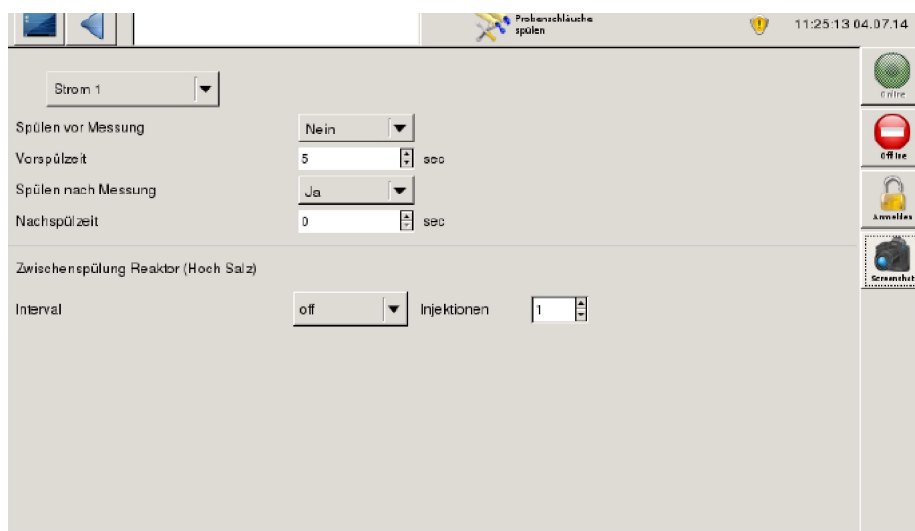 Probenschläuche
spülen
11:25:13 04.07.14
Strom 1
Online
Spülen vor Messung
Nein
Vorspülzeit
5
sec
Offline
Spülen nach Messung
Ja
Nachspülzeit
0
sec
Anmelden
Zwischenspülung Reaktor (Hoch Salz)
Screenshot
Interval
off
Injektionen
1